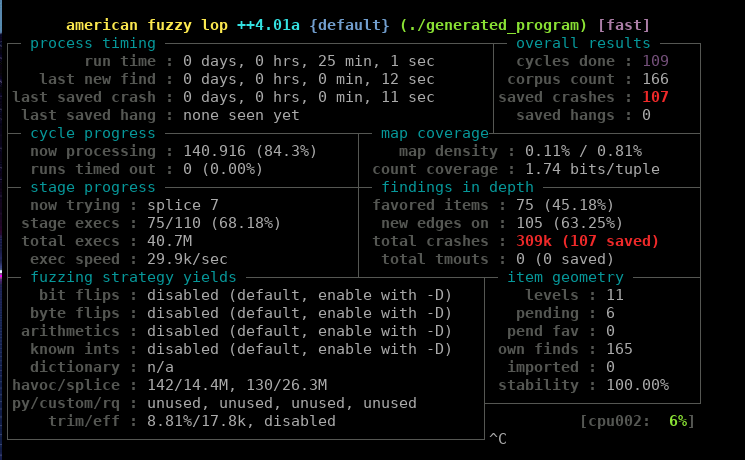 american fuzzy lop ++4.01a {default} (./generated_program) [fast]
process timing overall results
run time : 0 days, 0 hrs, 25 min, 1 sec cycles done : 109
last new find : 0 days, 0 hrs, 0 min, 12 sec corpus count : 166
last saved crash : 0 days, 0 hrs, 0 min, 11 sec saved crashes : 107
last saved hang : none seen yet saved hangs : 0
cycle progress map coverage
now processing : 140.916 (84.3%) map density : 0.11% / 0.81%
runs timed out : 0 (0.00%) count coverage : 1.74 bits/tuple
stage progress findings in depth
now trying : splice 7 favored items : 75 (45.18%)
stage execs : 75/110 (68.18%) new edges on : 105 (63.25%)
total execs : 40.7M total crashes : 309k (107 saved)
exec speed : 29.9k/sec total tmouts : 0 (0 saved)
fuzzing strategy yields item geometry
bit flips : disabled (default, enable with -D) levels : 11
byte flips : disabled (default, enable with -D) pending : 6
arithmetics : disabled (default, enable with -D) pend fav : 0
known ints : disabled (default, enable with -D) own finds : 165
dictionary : n/a imported : 0
havoc/splice : 142/14.4M, 130/26.3M stability : 100.00%
py/custom/rq : unused, unused, unused, unused
trim/eff : 8.81%/17.8k, disabled [cpu002: 6%]
^C